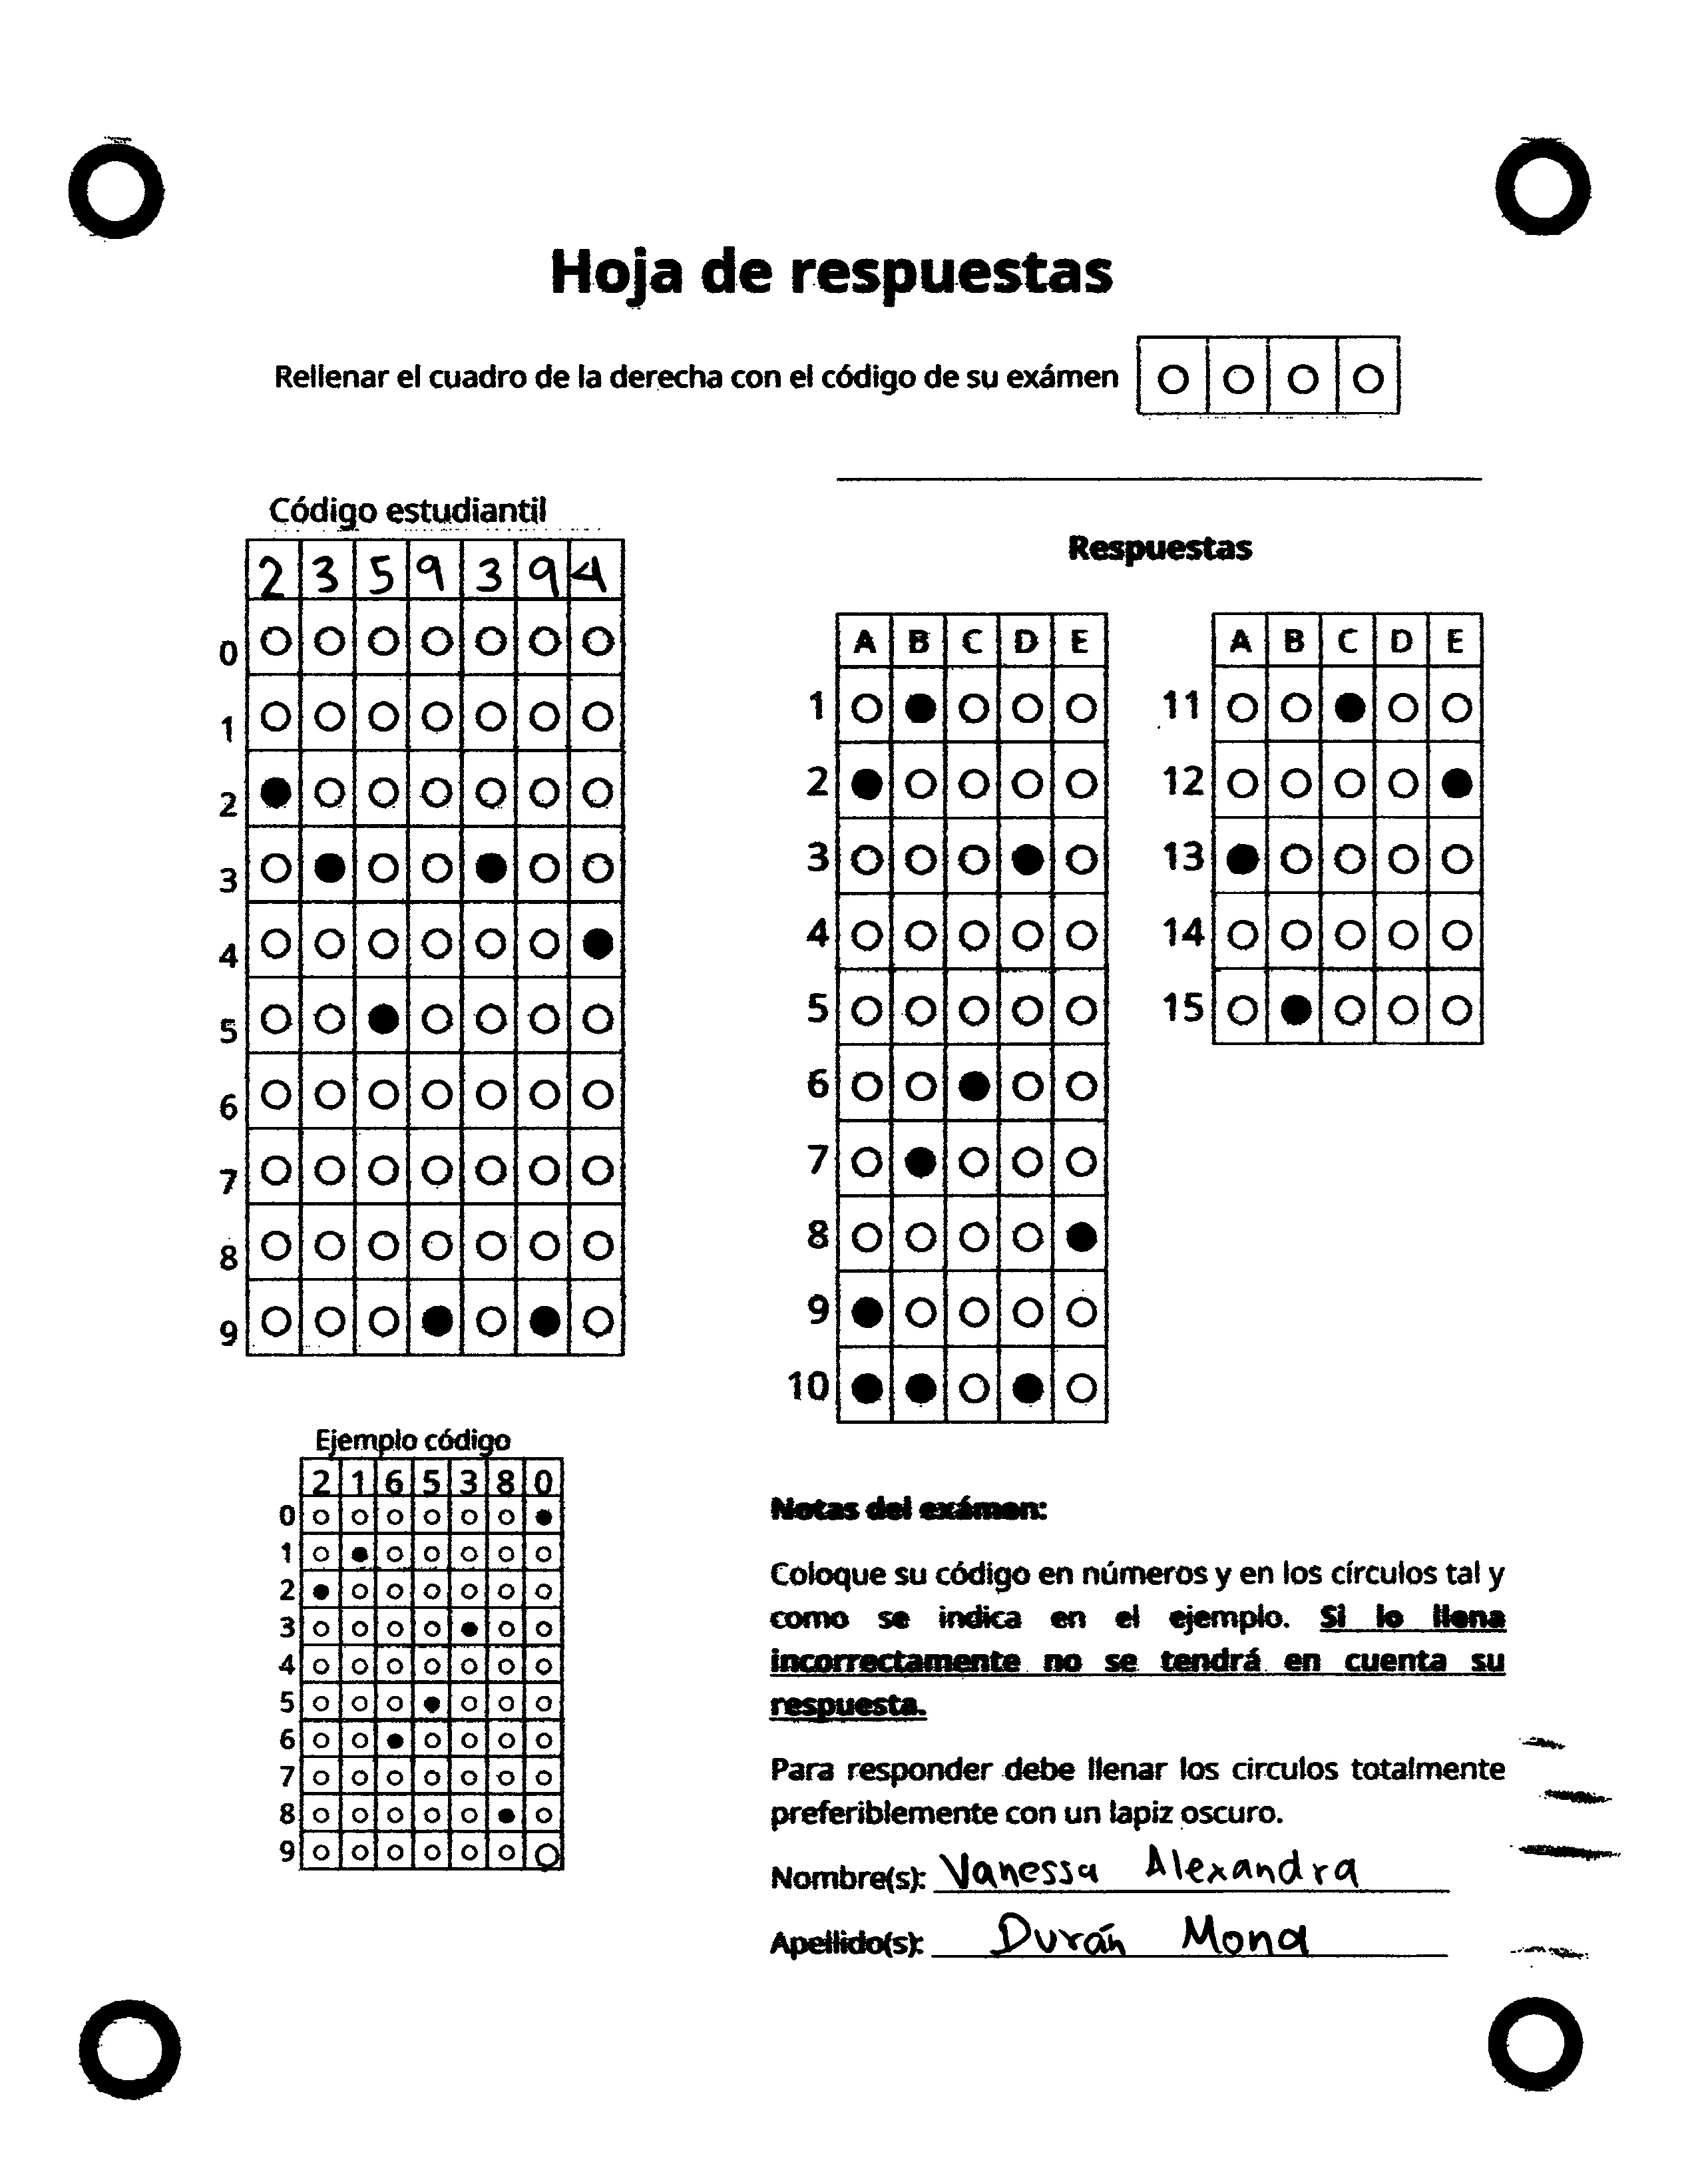 Hoja de respuestas
Rellenar el cuadro de la derecha con el código de su exámen
Código estudiantil
2 3 5 9 3 9 4
0
1
2
3
4
5
6
7
8
9
Respuestas
A B C D E
1
2
3
4
5
6
7
8
9
10
A B C D E
11
12
13
14
15
Ejemplo código
2 1 6 5 3 8 0
0
1
2
3
4
5
6
7
8
9
Notas del exámen:
Coloque su código en números y en los círculos tal y
como se indica en el ejemplo. Si lo llena
incorrectamente no se tendrá en cuenta su
respuesta.
Para responder debe llenar los circulos totalmente
preferiblemente con un lapiz oscuro.
Nombre(s): Vanessa Alexandra
Apellido(s): Durán Mona